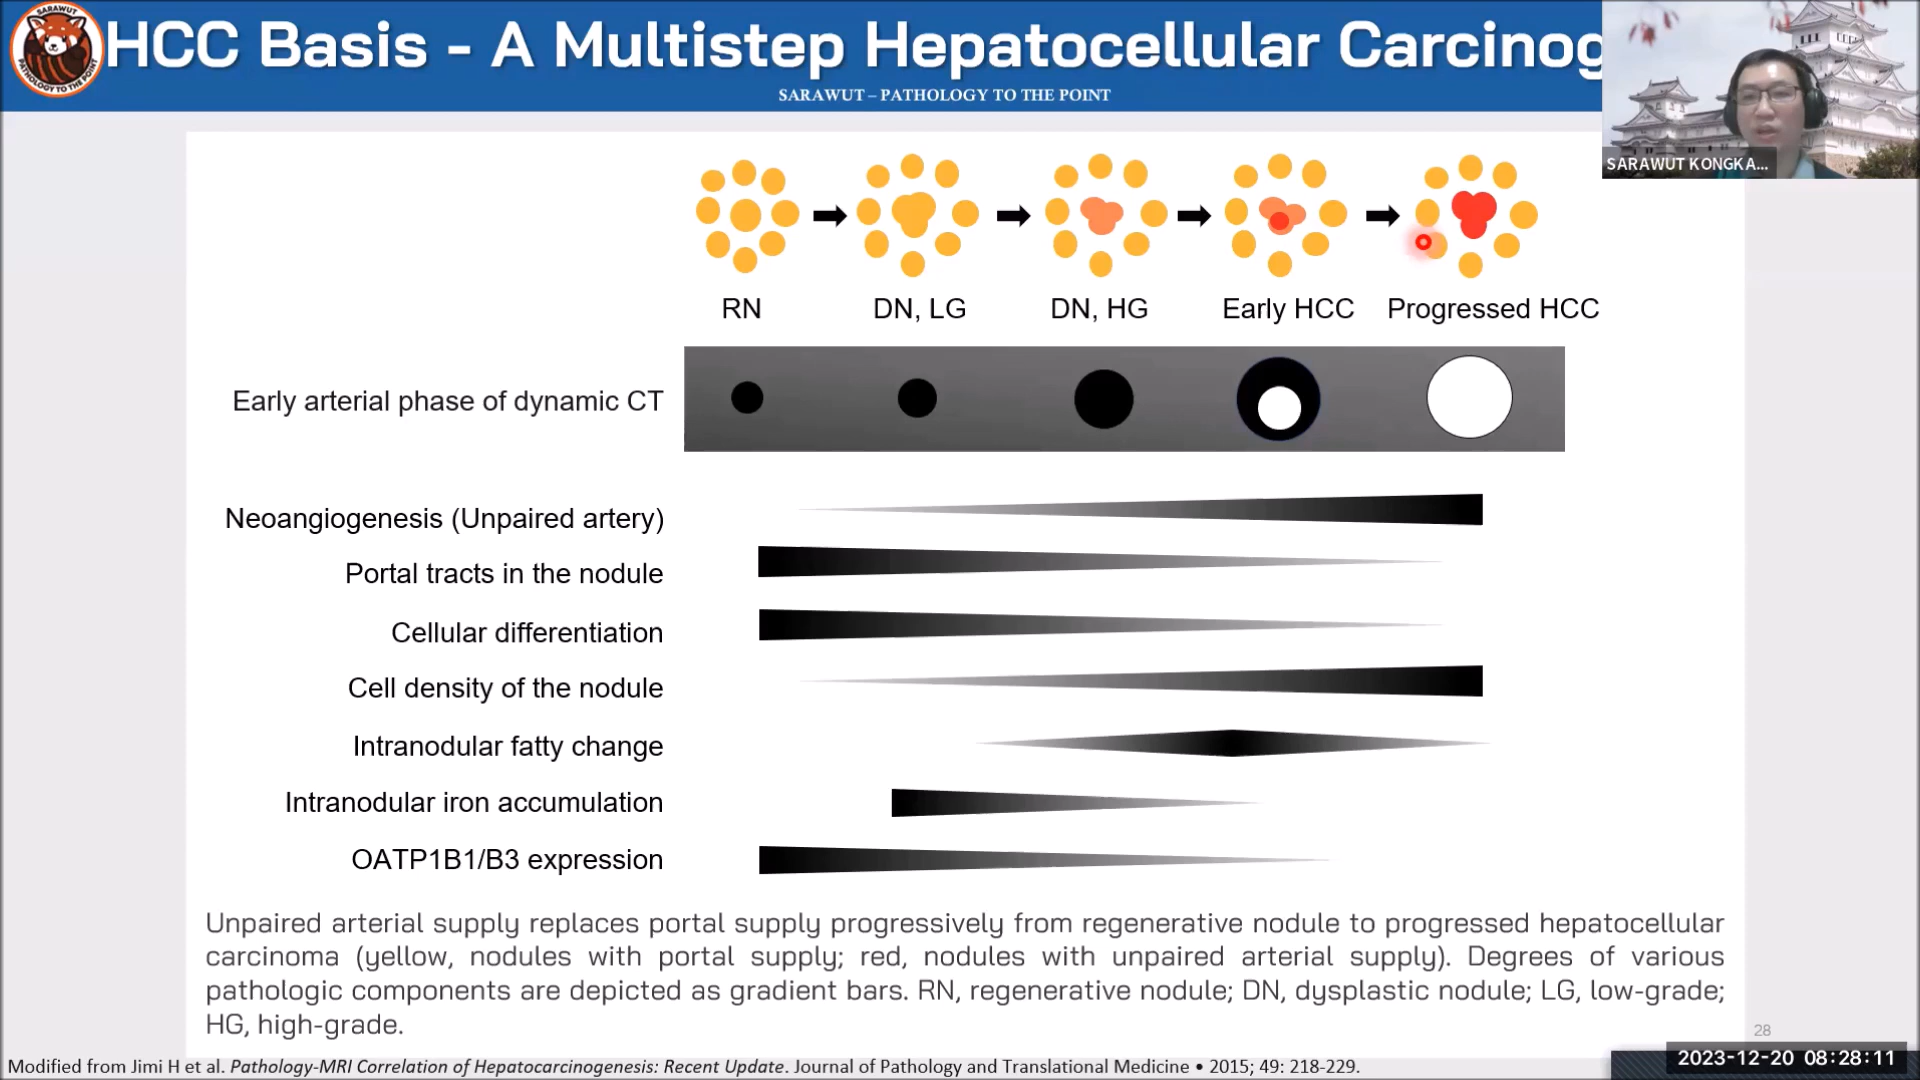 SARAWUT
PATHOLOGY TO THE POINT
HCC Basis - A Multistep Hepatocellular Carcinog
SARAWUT – PATHOLOGY TO THE POINT
SARAWUT KONGKA...
RN
DN, LG
DN, HG
Early HCC
Progressed HCC
Early arterial phase of dynamic CT
Neoangiogenesis (Unpaired artery)
Portal tracts in the nodule
Cellular differentiation
Cell density of the nodule
Intranodular fatty change
Intranodular iron accumulation
OATP1B1/B3 expression
Unpaired arterial supply replaces portal supply progressively from regenerative nodule to progressed hepatocellular
carcinoma (yellow, nodules with portal supply; red, nodules with unpaired arterial supply). Degrees of various
pathologic components are depicted as gradient bars. RN, regenerative nodule; DN, dysplastic nodule; LG, low-grade;
HG, high-grade.
28
Modified from Jimi H et al. Pathology-MRI Correlation of Hepatocarcinogenesis: Recent Update. Journal of Pathology and Translational Medicine • 2015; 49: 218-229.
2023-12-20 08:28:11